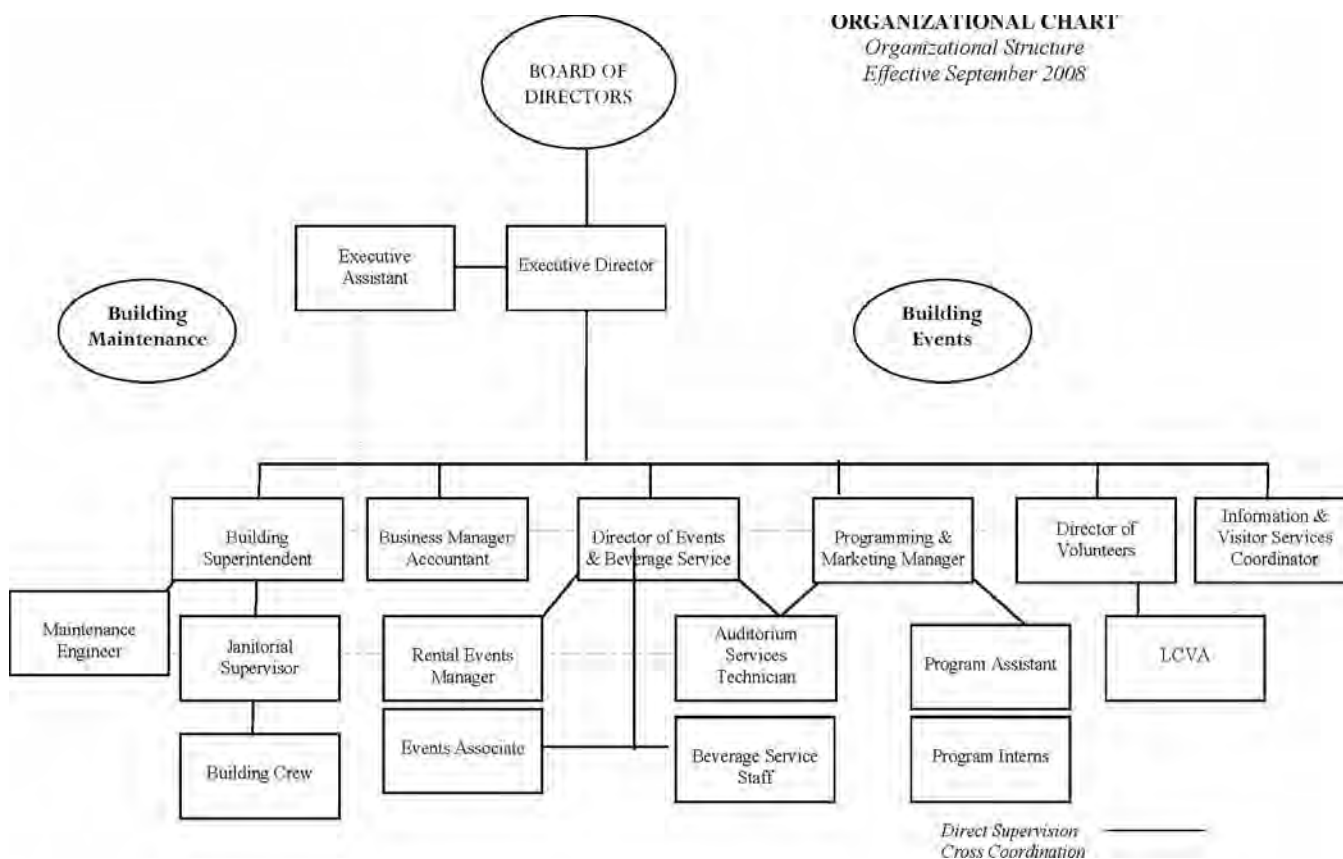 ORGANIZATIONAL CHART
Organizational Structure
Effective September 2008
BOARD OF
DIRECTORS
Executive
Assistant
Executive Director
Building
Maintenance
Building
Events
Building
Superintendent
Business Manager
Accountant
Director of Events
& Beverage Service
Programming &
Marketing Manager
Director of
Volunteers
Information &
Visitor Services
Coordinator
Maintenance
Engineer
Janitorial
Supervisor
Rental Events
Manager
Auditorium
Services
Technician
Program Assistant
LCVA
Building Crew
Events Associate
Beverage Service
Staff
Program Interns
Direct Supervision
Cross Coordination